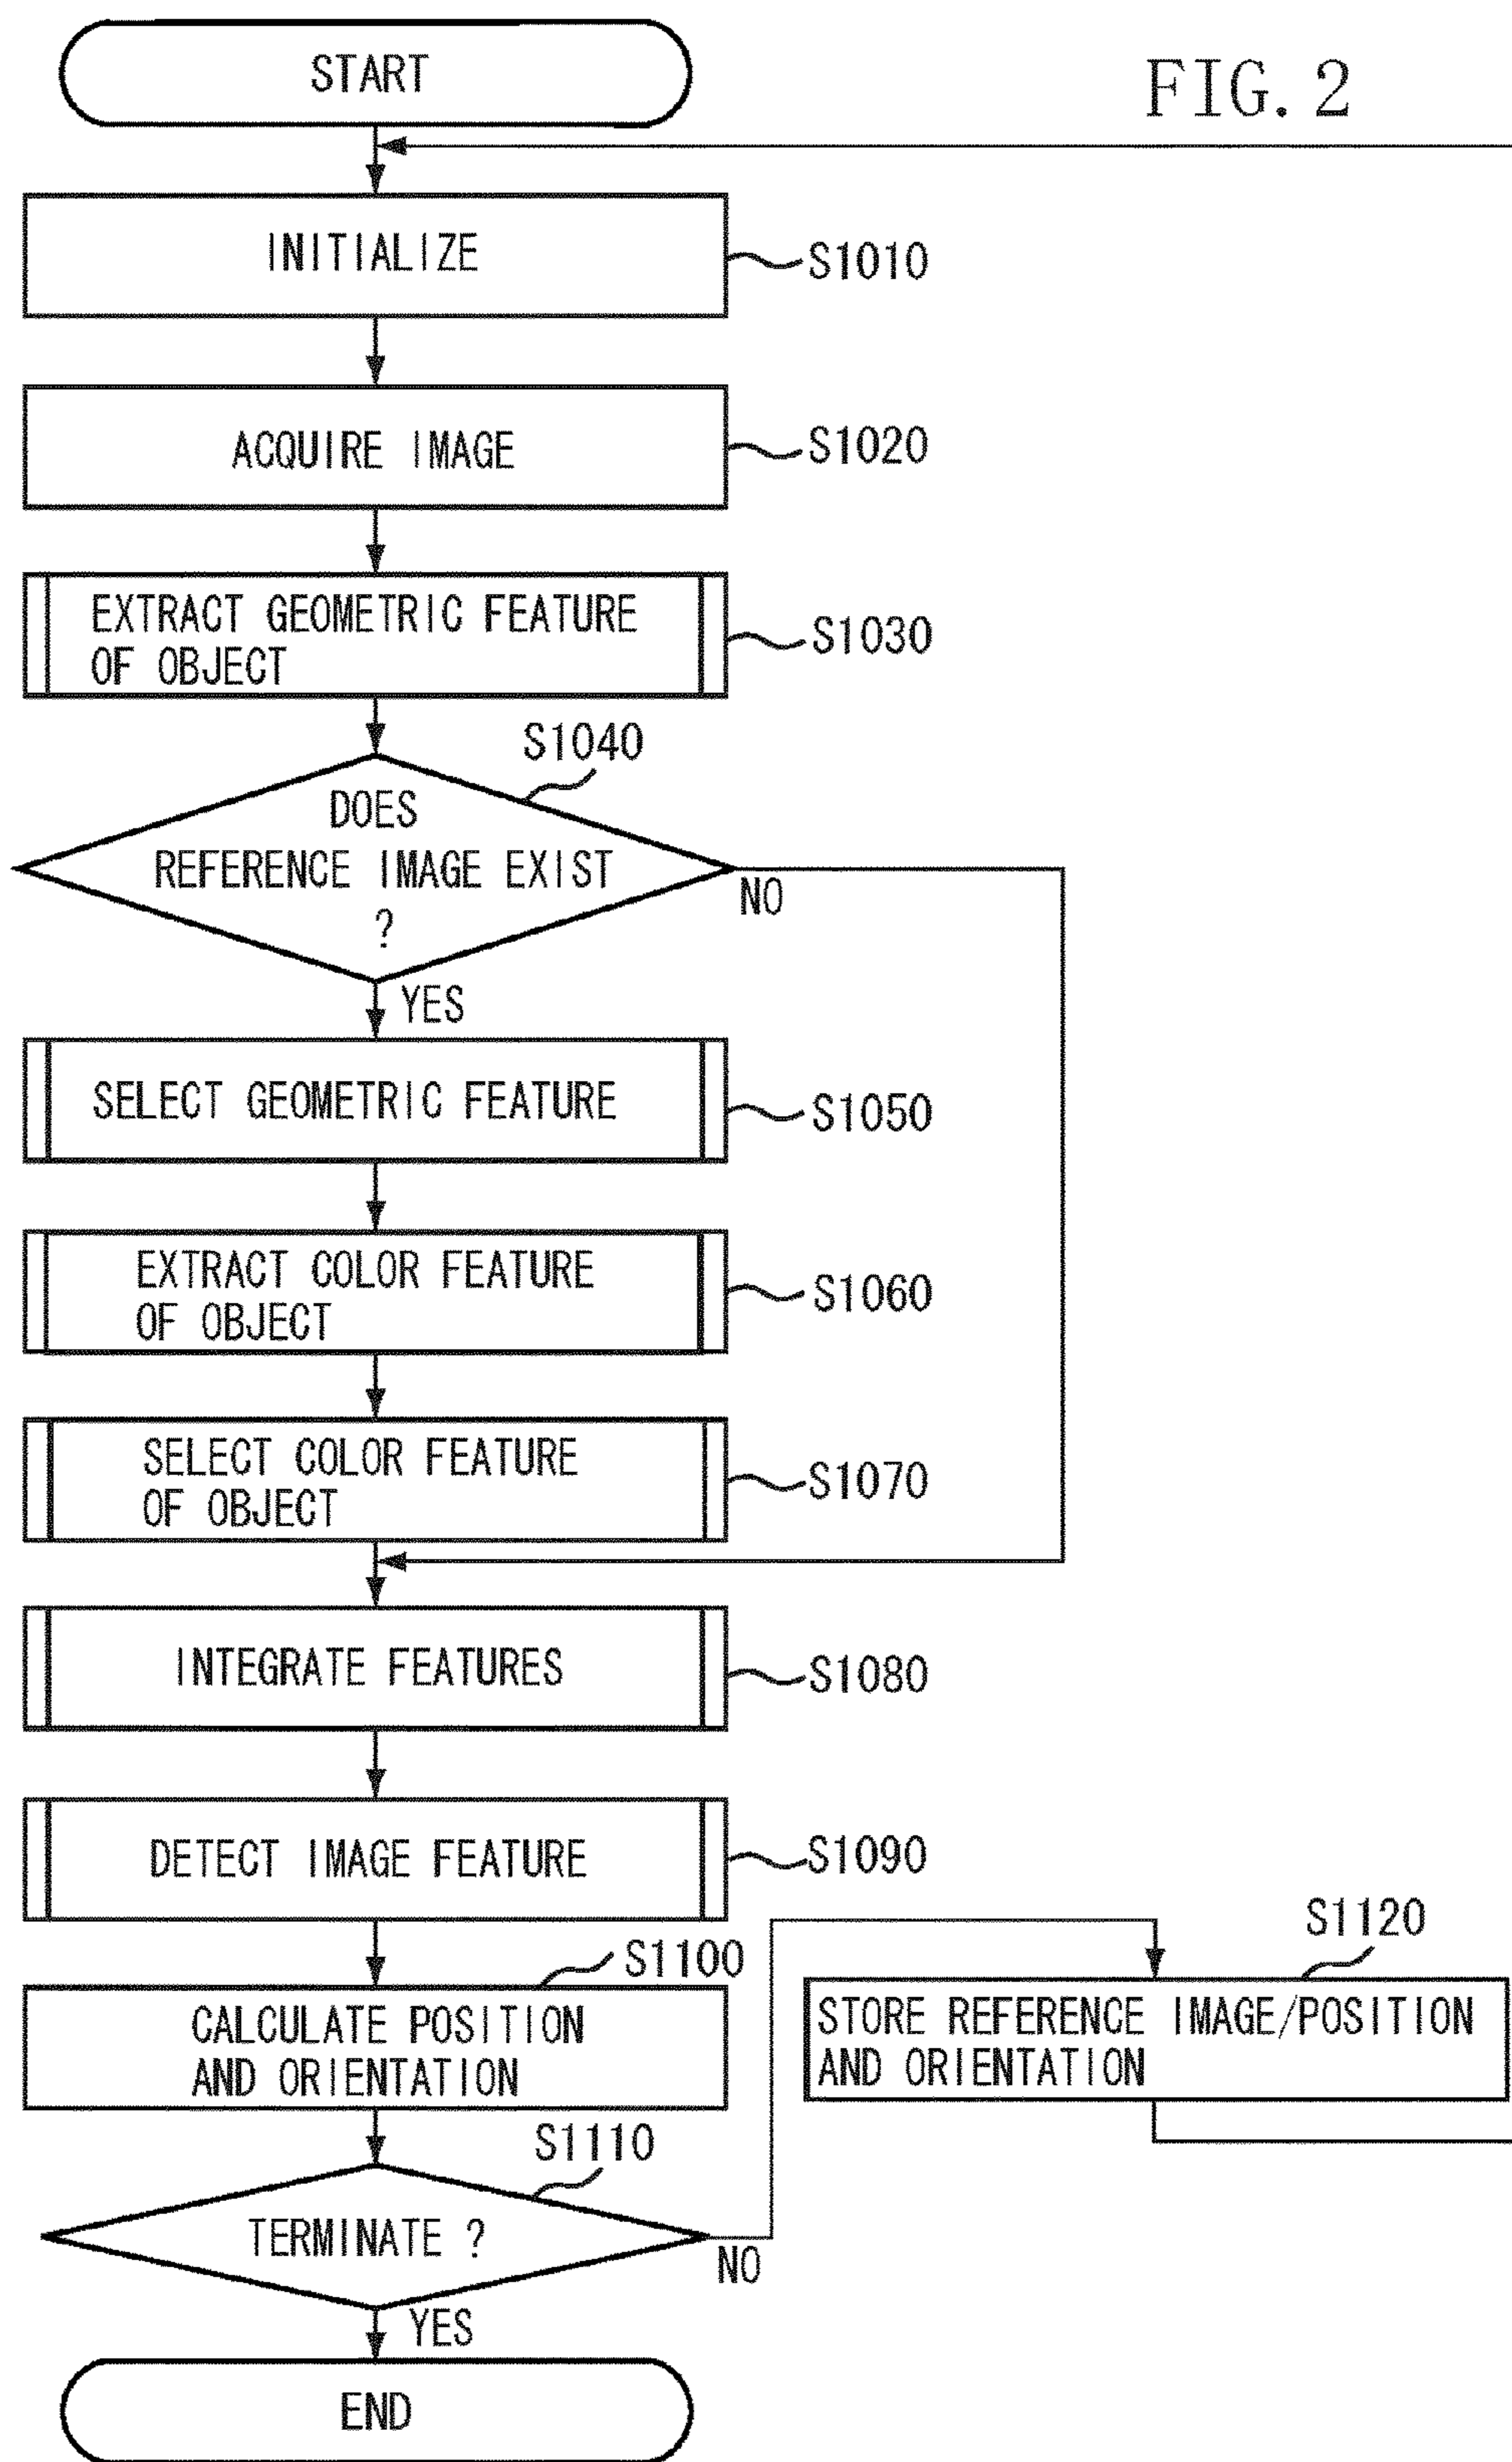 START
FIG. 2
INITIALIZE
S1010
ACQUIRE IMAGE
S1020
EXTRACT GEOMETRIC FEATURE
OF OBJECT
S1030
S1040
DOES
REFERENCE IMAGE EXIST
?
NO
YES
SELECT GEOMETRIC FEATURE
S1050
EXTRACT COLOR FEATURE
OF OBJECT
S1060
SELECT COLOR FEATURE
OF OBJECT
S1070
INTEGRATE FEATURES
S1080
DETECT IMAGE FEATURE
S1090
S1100
CALCULATE POSITION
AND ORIENTATION
S1120
STORE REFERENCE IMAGE/POSITION
AND ORIENTATION
S1110
TERMINATE ?
NO
YES
END